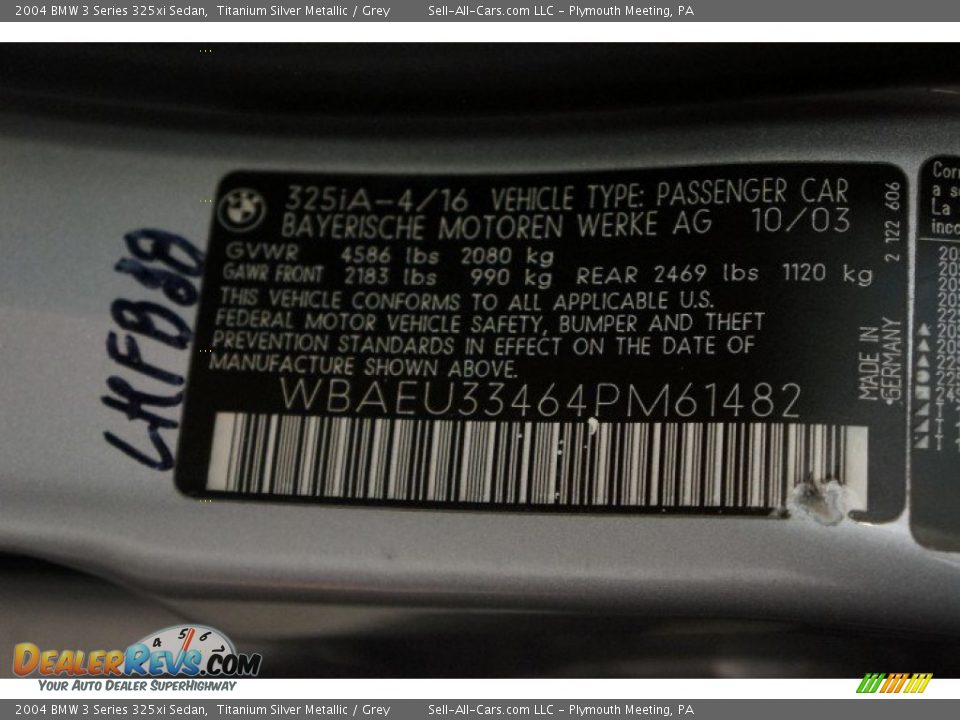 2004 BMW 3 Series 325xi Sedan,  Titanium Silver Metallic / Grey    Sell-All-Cars.com LLC - Plymouth Meeting, PA
325iA-4/16 VEHICLE TYPE: PASSENGER CAR
BAYERISCHE MOTOREN WERKE AG 10/03
GVWR 4586 lbs 2080 kg
GAWR FRONT 2183 lbs 990 kg REAR 2469 lbs 1120 kg
THIS VEHICLE CONFORMS TO ALL APPLICABLE U.S.
FEDERAL MOTOR VEHICLE SAFETY, BUMPER AND THEFT
PREVENTION STANDARDS IN EFFECT ON THE DATE OF
MANUFACTURE SHOWN ABOVE.
WBAEU33464PM61482
2 122 606
MADE IN
GERMANY
La
DealerRevs.com
Your Auto Dealer SuperHighway
2004 BMW 3 Series 325xi Sedan,  Titanium Silver Metallic / Grey    Sell-All-Cars.com LLC - Plymouth Meeting, PA